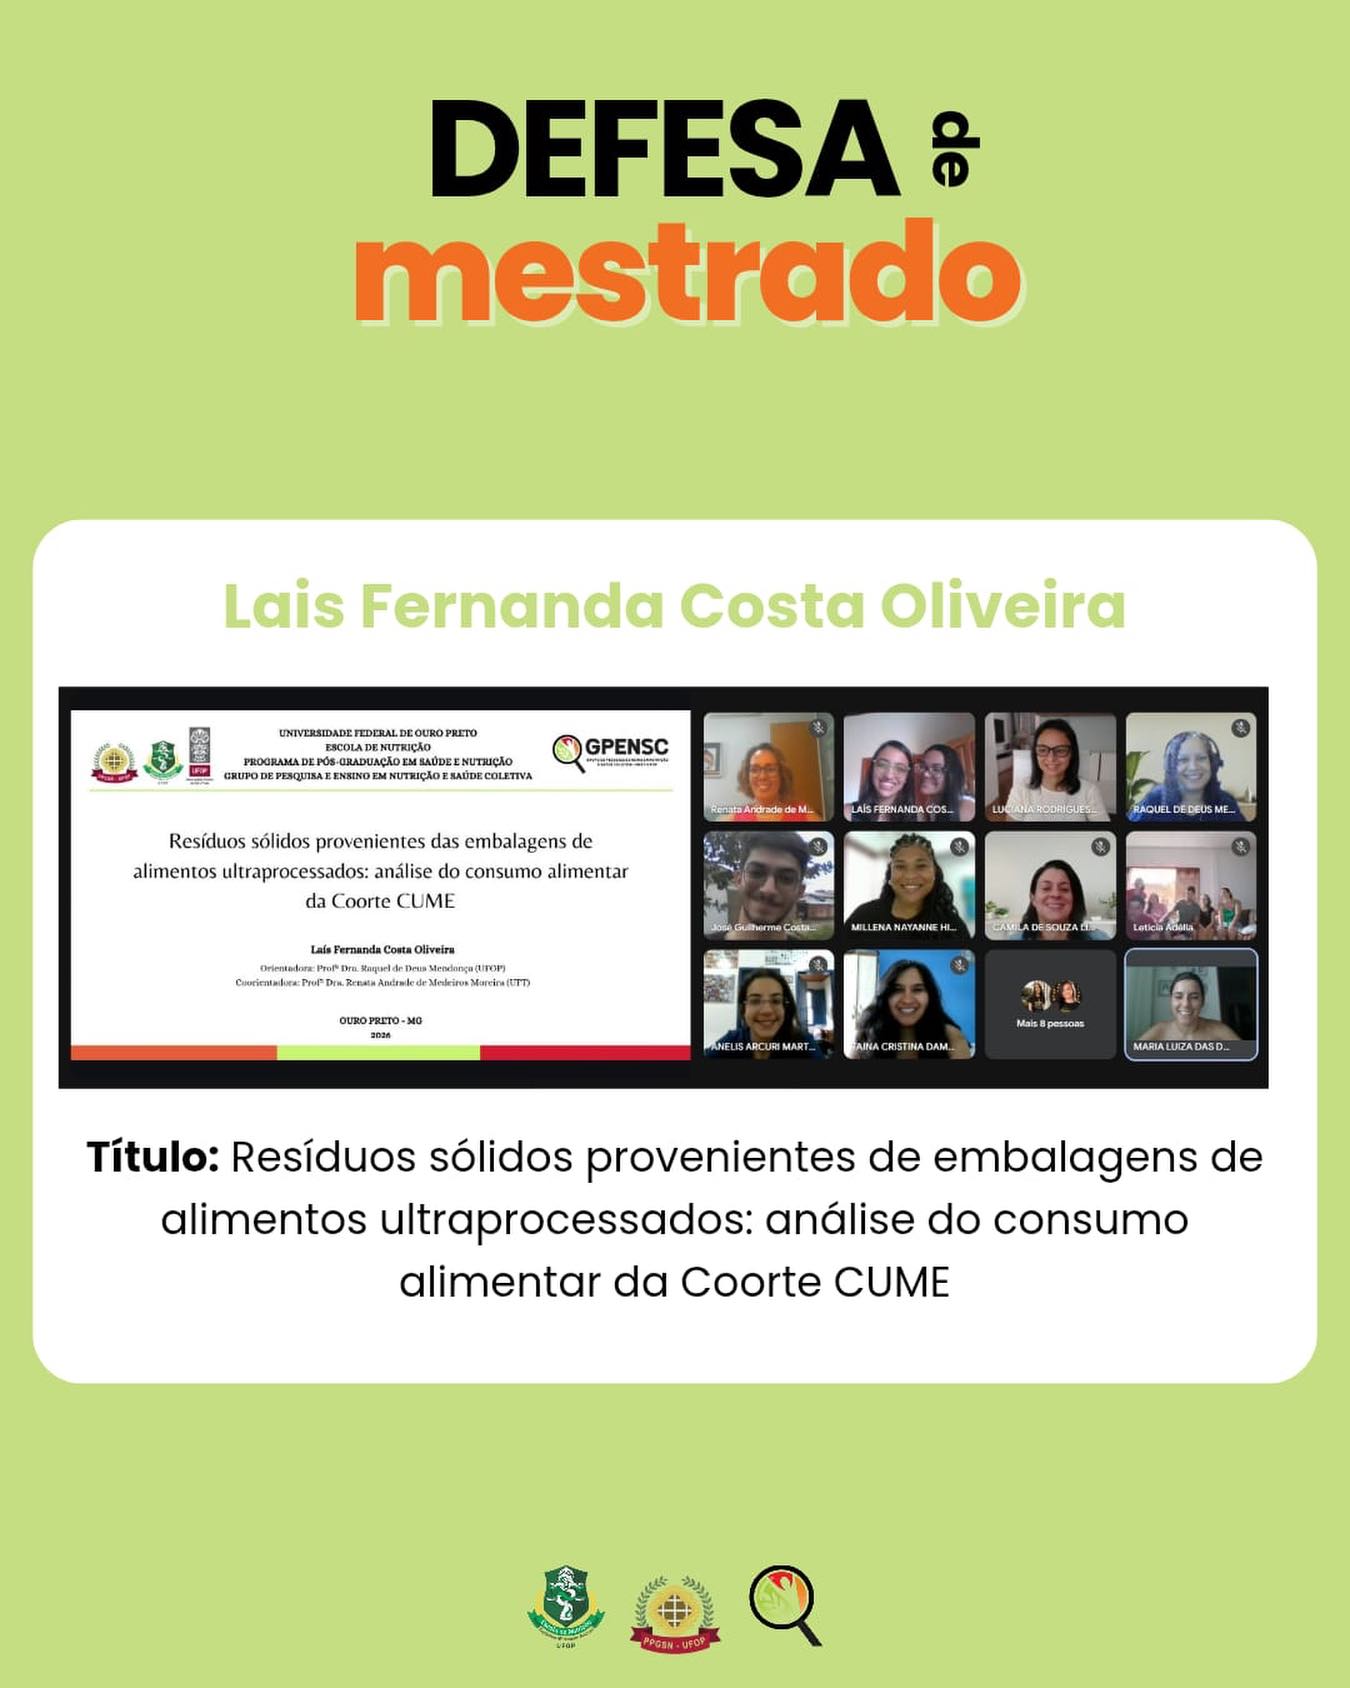 DEFESA de
mestrado
Lais Fernanda Costa Oliveira
UNIVERSIDADE FEDERAL DE OURO PRETO
ESCOLA DE NUTRIÇÃO
PROGRAMA DE PÓS-GRADUAÇÃO EM SAÚDE E NUTRIÇÃO
GRUPO DE PESQUISA E ENSINO EM NUTRIÇÃO E SAÚDE COLETIVA
UFOP
GPENSC
Resíduos sólidos provenientes das embalagens de
alimentos ultraprocessados: análise do consumo alimentar
da Coorte CUME
Laís Fernanda Costa Oliveira
Orientadora: Profª Dra. Raquel de Deus Mendonça (UFOP)
Coorientadora: Profª Dra. Renata Andrade de Medeiros Moreira (UFT)
OURO PRETO - MG
2026
Renata Andrade de M...
LAÍS FERNANDA COS...
LUCIANA RODRIGUES...
RAQUEL DE DEUS ME...
José Guilherme Costa...
MILLENA NAYANNE HI...
CAMILA DE SOUZA LI...
Leticia Adélia
ANELIS ARCURI MART...
TAINA CRISTINA DAM...
Mais 8 pessoas
MARIA LUIZA DAS D...
Título: Resíduos sólidos provenientes de embalagens de
alimentos ultraprocessados: análise do consumo
alimentar da Coorte CUME
Escola de Nutrição
UFOP
PPGSN - UFOP